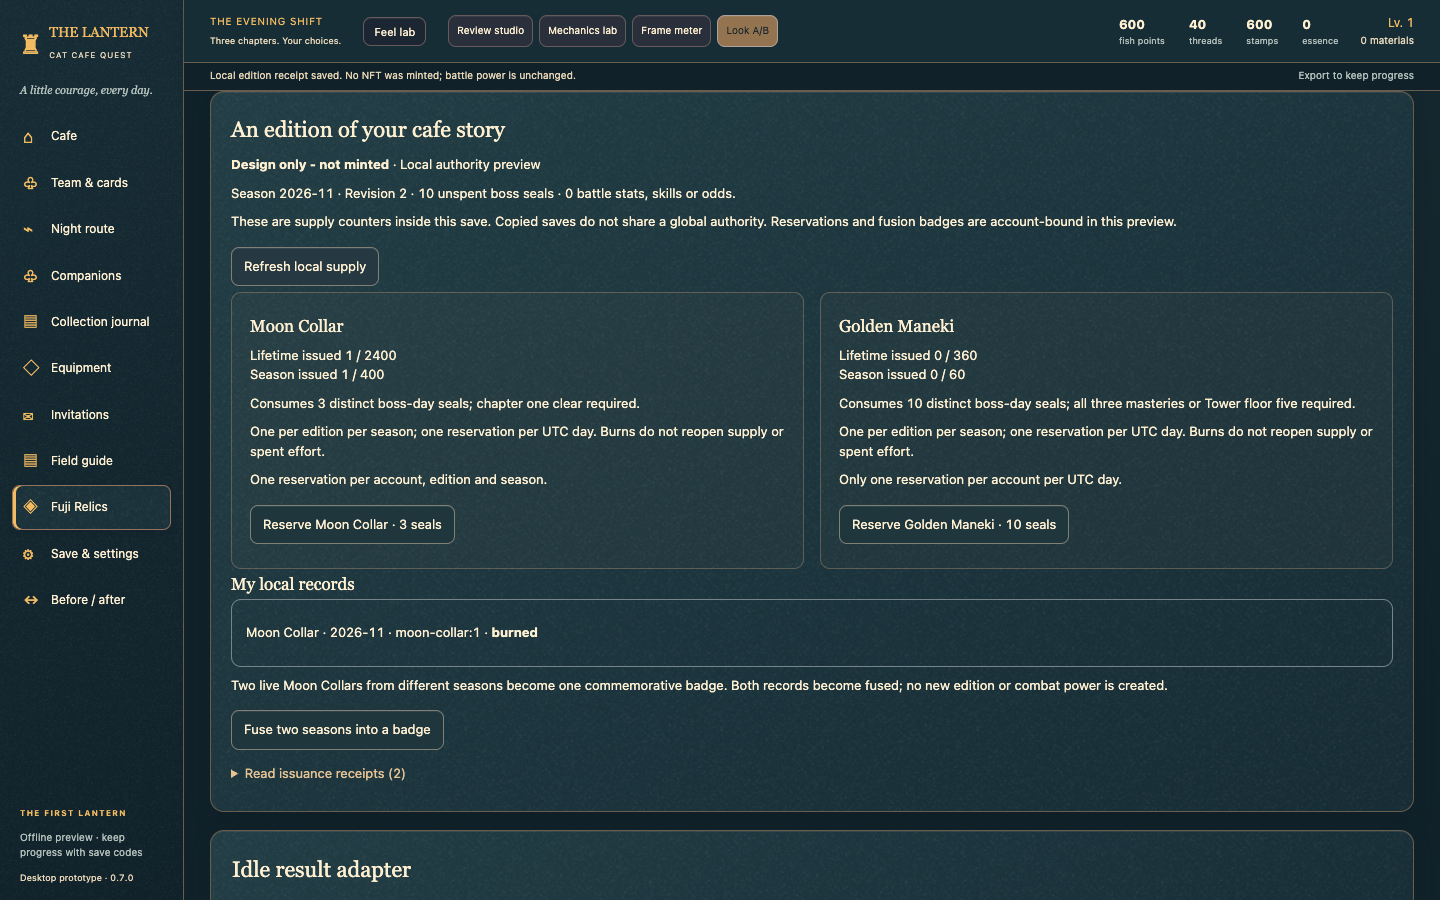 THE LANTERN
CAT CAFE QUEST
A little courage, every day.
Cafe
Team & cards
Night route
Companions
Collection journal
Equipment
Invitations
Field guide
Fuji Relics
Save & settings
Before / after
THE FIRST LANTERN
Offline preview · keep
progress with save codes
Desktop prototype · 0.7.0
THE EVENING SHIFT
Three chapters. Your choices.
Feel lab
Review studio
Mechanics lab
Frame meter
Look A/B
600
fish points
40
threads
600
stamps
0
essence
Lv. 1
0 materials
Local edition receipt saved. No NFT was minted; battle power is unchanged.
Export to keep progress
An edition of your cafe story
Design only - not minted · Local authority preview
Season 2026-11 · Revision 2 · 10 unspent boss seals · 0 battle stats, skills or odds.
These are supply counters inside this save. Copied saves do not share a global authority. Reservations and fusion badges are account-bound in this preview.
Refresh local supply
Moon Collar
Lifetime issued 1 / 2400
Season issued 1 / 400
Consumes 3 distinct boss-day seals; chapter one clear required.
One per edition per season; one reservation per UTC day. Burns do not reopen supply or
spent effort.
One reservation per account, edition and season.
Reserve Moon Collar · 3 seals
Golden Maneki
Lifetime issued 0 / 360
Season issued 0 / 60
Consumes 10 distinct boss-day seals; all three masteries or Tower floor five required.
One per edition per season; one reservation per UTC day. Burns do not reopen supply or
spent effort.
Only one reservation per account per UTC day.
Reserve Golden Maneki · 10 seals
My local records
Moon Collar · 2026-11 · moon-collar:1 · burned
Two live Moon Collars from different seasons become one commemorative badge. Both records become fused; no new edition or combat power is created.
Fuse two seasons into a badge
Read issuance receipts (2)
Idle result adapter